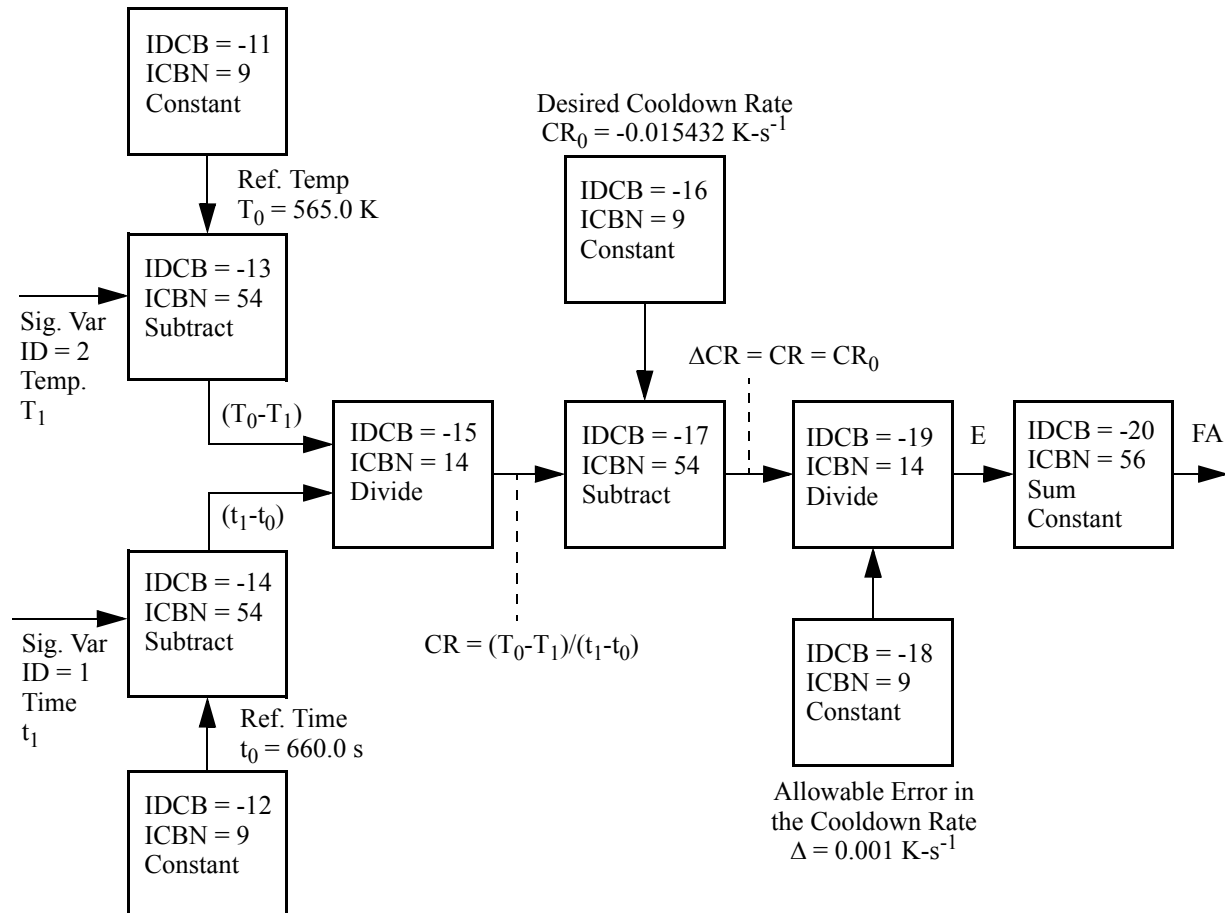 IDCB = -11
ICBN = 9
Constant
Ref. Temp
T0 = 565.0 K
IDCB = -13
ICBN = 54
Subtract
Sig. Var
ID = 2
Temp.
T1
(T0-T1)
Desired Cooldown Rate
CR0 = -0.015432 K-s-1
IDCB = -16
ICBN = 9
Constant
ΔCR = CR = CR0
IDCB = -15
ICBN = 14
Divide
IDCB = -17
ICBN = 54
Subtract
IDCB = -19
ICBN = 14
Divide
E
IDCB = -20
ICBN = 56
Sum
Constant
FA
(t1-t0)
IDCB = -14
ICBN = 54
Subtract
Sig. Var
ID = 1
Time
t1
CR = (T0-T1)/(t1-t0)
Ref. Time
t0 = 660.0 s
IDCB = -12
ICBN = 9
Constant
IDCB = -18
ICBN = 9
Constant
Allowable Error in
the Cooldown Rate
Δ = 0.001 K-s-1